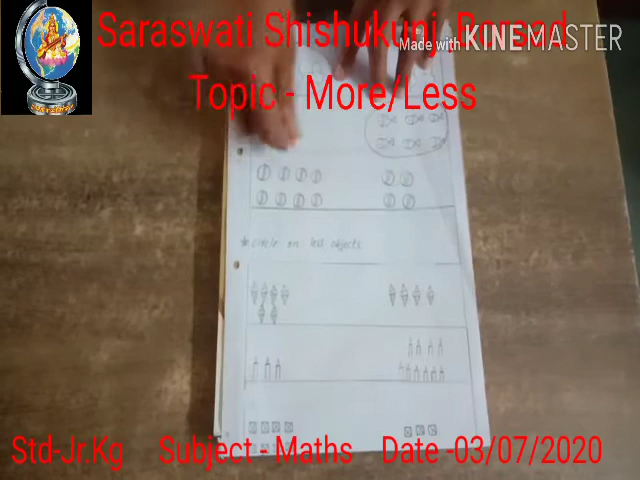 Saraswati Shishukunj,
Made with KINEMASTER
Topic - More/Less
* circle on less objects
Std-Jr.Kg Subject - Maths Date -03/07/2020